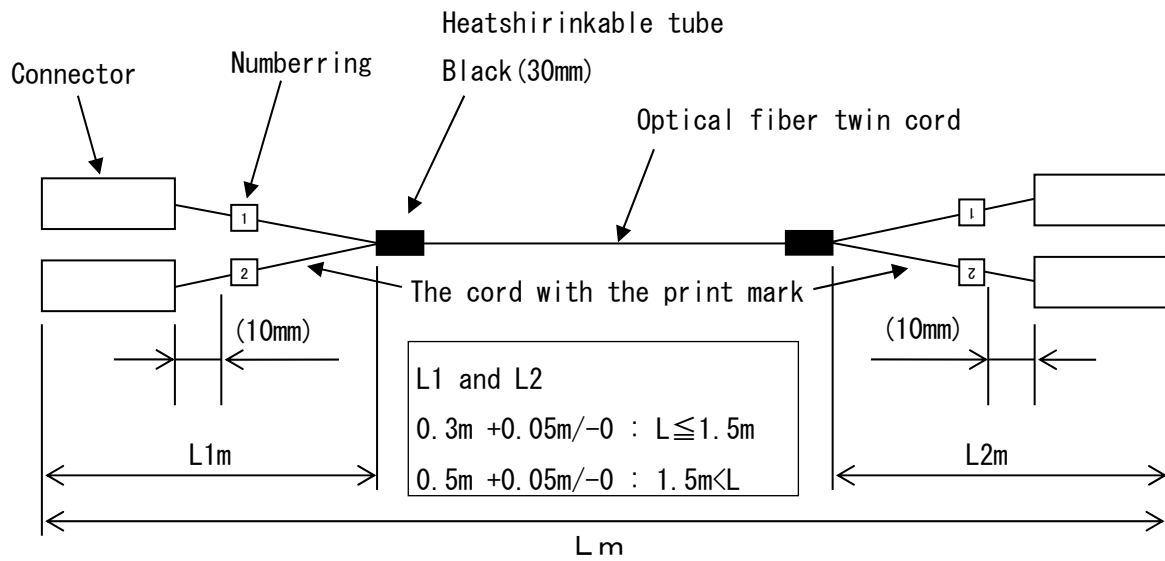 Heatshirinkable tube
Black(30mm)
Connector
Numberring
Optical fiber twin cord
1
1
2
2
The cord with the print mark
(10mm)
(10mm)
L1 and L2
0.3m +0.05m/-0 : L≦1.5m
0.5m +0.05m/-0 : 1.5m<L
L1m
L2m
Lm